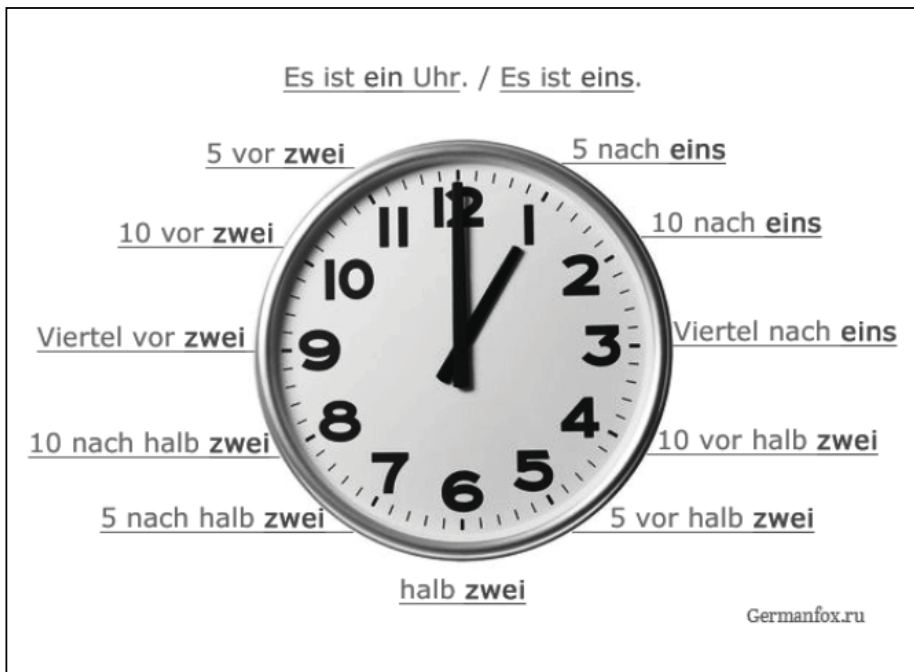 Es ist ein Uhr. / Es ist eins.
5 vor zwei
5 nach eins
10 vor zwei
10 nach eins
Viertel vor zwei
Viertel nach eins
10 nach halb zwei
10 vor halb zwei
5 nach halb zwei
5 vor halb zwei
halb zwei
12
1
2
3
4
5
6
7
8
9
10
11
Germanfox.ru